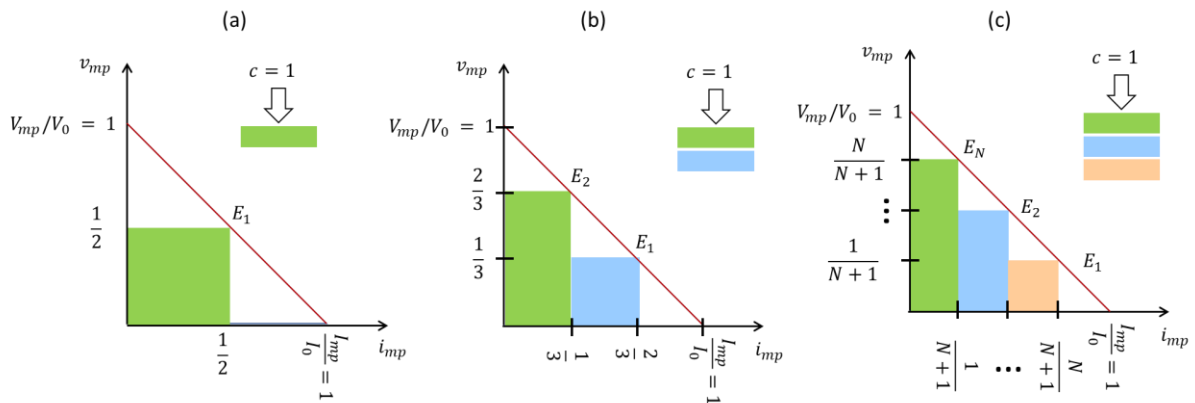 (a)
v_mp
c = 1
V_mp/V_0 = 1
1/2
E_1
1/2
I_mp/I_0 = 1
i_mp
(b)
v_mp
c = 1
V_mp/V_0 = 1
2/3
E_2
1/3
E_1
1/3
2/3
I_mp/I_0 = 1
i_mp
(c)
v_mp
c = 1
V_mp/V_0 = 1
N/(N + 1)
E_N
⋮
E_2
1/(N + 1)
E_1
1/(N + 1)
⋯
N/(N + 1)
I_mp/I_0 = 1
i_mp